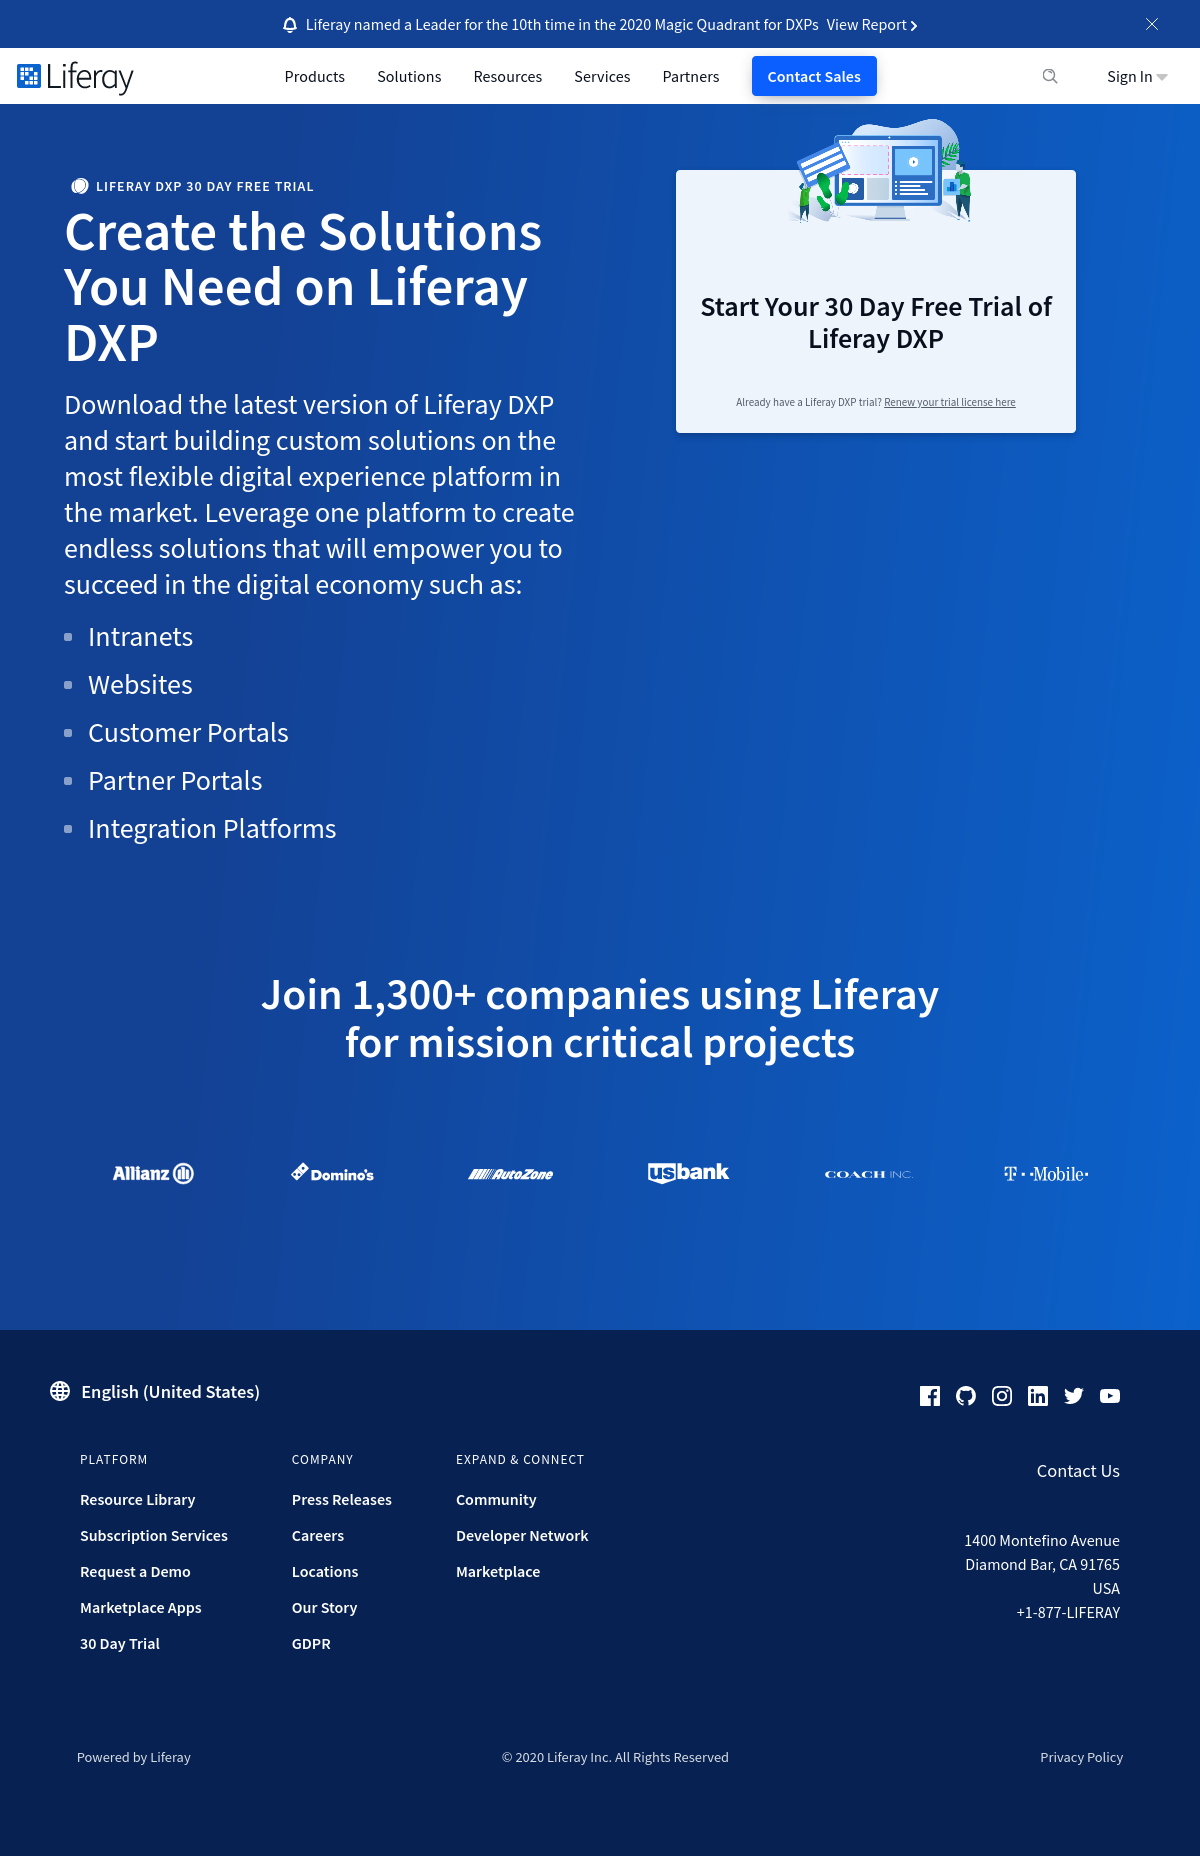 Liferay named a Leader for the 10th time in the 2020 Magic Quadrant for DXPs View Report
Liferay
Products Solutions Resources Services Partners Contact Sales Sign In
LIFERAY DXP 30 DAY FREE TRIAL
Create the Solutions
You Need on Liferay
DXP
Download the latest version of Liferay DXP
and start building custom solutions on the
most flexible digital experience platform in
the market. Leverage one platform to create
endless solutions that will empower you to
succeed in the digital economy such as:
Intranets
Websites
Customer Portals
Partner Portals
Integration Platforms
Start Your 30 Day Free Trial of
Liferay DXP
Already have a Liferay DXP trial? Renew your trial license here
Join 1,300+ companies using Liferay
for mission critical projects
Allianz Domino's AutoZone usbank COACH INC. T··Mobile·
English (United States)
PLATFORM
Resource Library
Subscription Services
Request a Demo
Marketplace Apps
30 Day Trial
COMPANY
Press Releases
Careers
Locations
Our Story
GDPR
EXPAND & CONNECT
Community
Developer Network
Marketplace
Contact Us
1400 Montefino Avenue
Diamond Bar, CA 91765
USA
+1-877-LIFERAY
Powered by Liferay © 2020 Liferay Inc. All Rights Reserved Privacy Policy